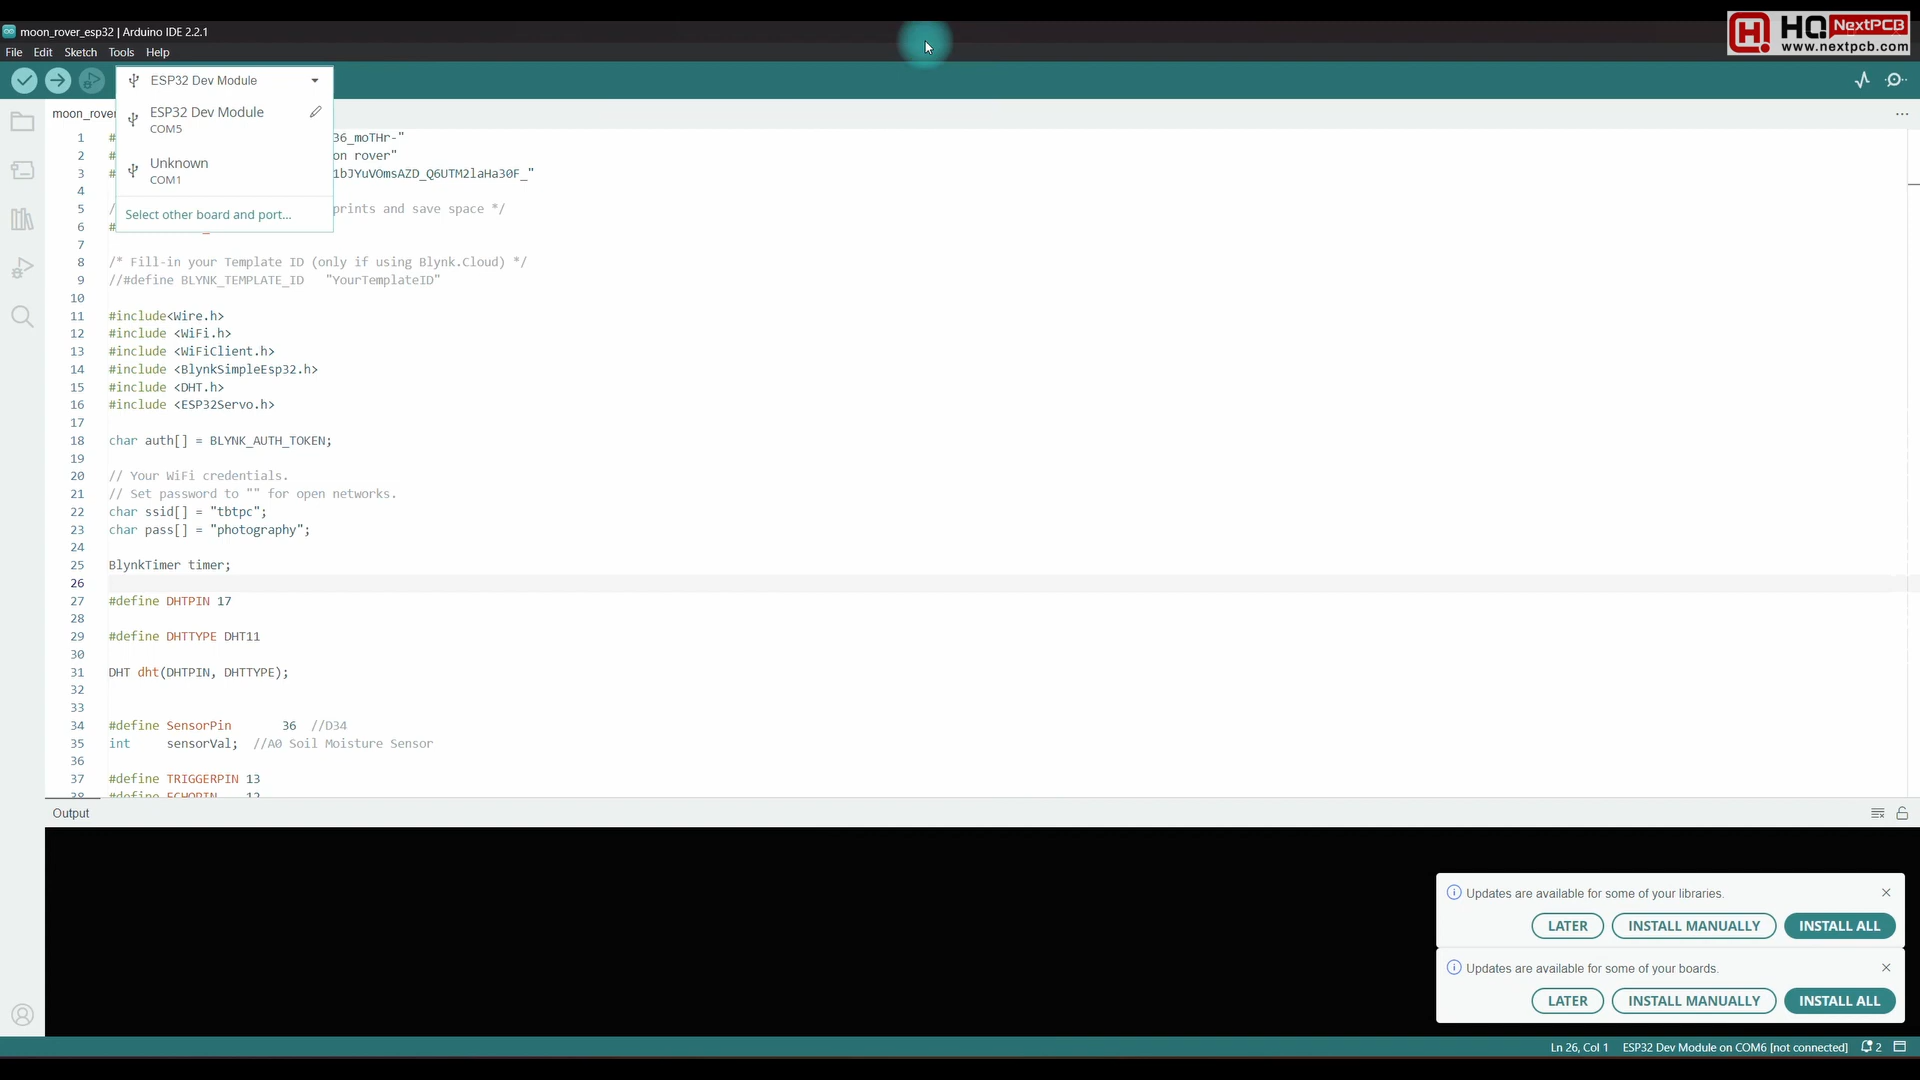 moon_rover_esp32 | Arduino IDE 2.2.1
HQ NextPCB
www.nextpcb.com
File Edit Sketch Tools Help
ESP32 Dev Module
ESP32 Dev Module
COM5
Unknown
COM1
Select other board and port...
moon_rover
1 # 36_moTHr-"
2 # on rover"
3 # 1bJYuVOmsAZD_Q6UTM2laHa30F_"
4
5 / prints and save space */
6 #
7
8 /* Fill-in your Template ID (only if using Blynk.Cloud) */
9 //#define BLYNK_TEMPLATE_ID "YourTemplateID"
10
11 #include<Wire.h>
12 #include <WiFi.h>
13 #include <WiFiClient.h>
14 #include <BlynkSimpleEsp32.h>
15 #include <DHT.h>
16 #include <ESP32Servo.h>
17
18 char auth[] = BLYNK_AUTH_TOKEN;
19
20 // Your WiFi credentials.
21 // Set password to "" for open networks.
22 char ssid[] = "tbtpc";
23 char pass[] = "photography";
24
25 BlynkTimer timer;
26
27 #define DHTPIN 17
28
29 #define DHTTYPE DHT11
30
31 DHT dht(DHTPIN, DHTTYPE);
32
33
34 #define SensorPin 36 //D34
35 int sensorVal; //A0 Soil Moisture Sensor
36
37 #define TRIGGERPIN 13
38 #define ECHOPIN 12
Output
Updates are available for some of your libraries.
LATER INSTALL MANUALLY INSTALL ALL
Updates are available for some of your boards.
LATER INSTALL MANUALLY INSTALL ALL
Ln 26, Col 1 ESP32 Dev Module on COM6 [not connected] 2